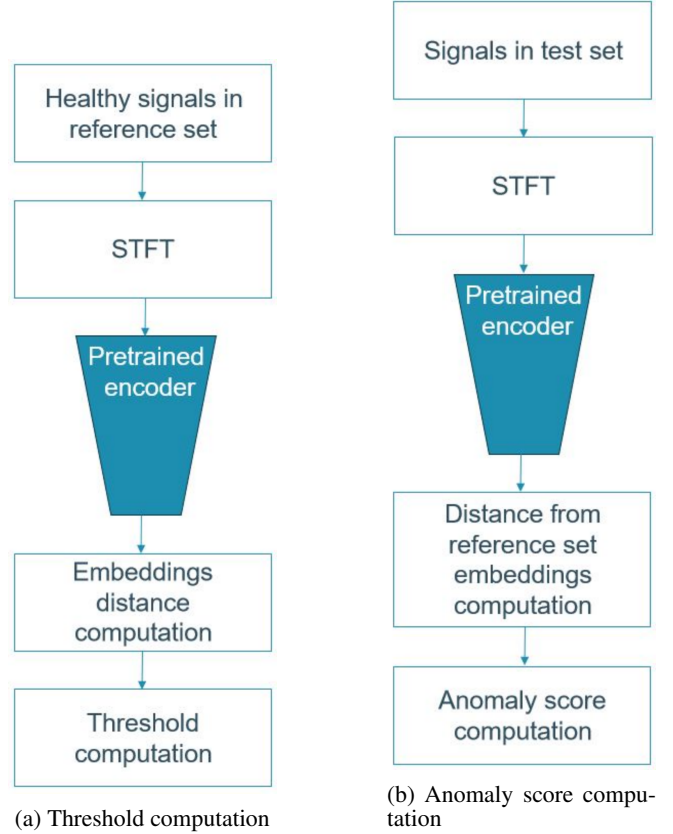 Healthy signals in
reference set
STFT
Pretrained
encoder
Embeddings
distance
computation
Threshold
computation
(a) Threshold computation
Signals in test set
STFT
Pretrained
encoder
Distance from
reference set
embeddings
computation
Anomaly score
computation
(b) Anomaly score compu-
tation